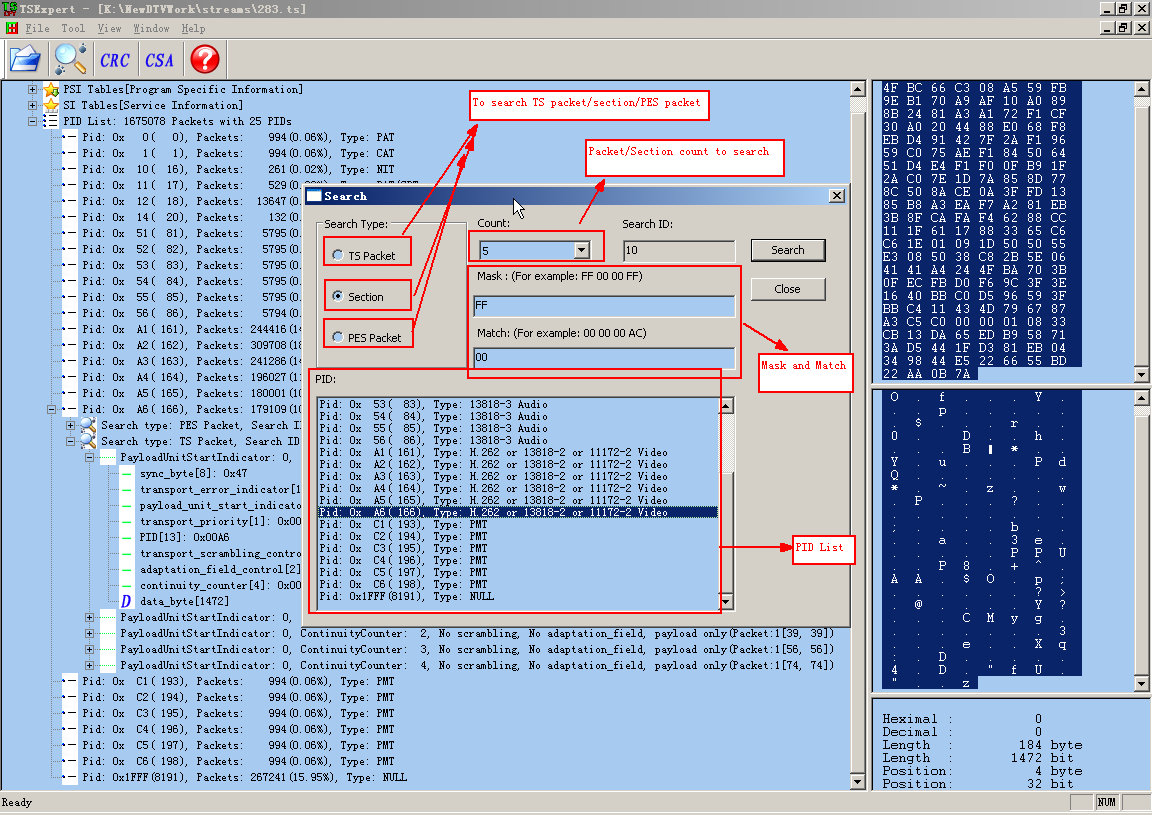 TSExpert - [K:\NewDTVWork\streams\283.ts]
File Tool View Window Help
CRC CSA
PSI Tables[Program Specific Information]
SI Tables[Service Information]
PID List: 1675078 Packets with 25 PIDs
Pid: 0x 0( 0), Packets: 994(0.06%), Type: PAT
Pid: 0x 1( 1), Packets: 994(0.06%), Type: CAT
Pid: 0x 10( 16), Packets: 261(0.02%), Type: NIT
Pid: 0x 11( 17), Packets: 529
Pid: 0x 12( 18), Packets: 13647(0
Pid: 0x 14( 20), Packets: 132(0
Pid: 0x 51( 81), Packets: 5795(0
Pid: 0x 52( 82), Packets: 5795(0
Pid: 0x 53( 83), Packets: 5795(0
Pid: 0x 54( 84), Packets: 5795(0
Pid: 0x 55( 85), Packets: 5795(0
Pid: 0x 56( 86), Packets: 5794(0
Pid: 0x A1( 161), Packets: 244416(14
Pid: 0x A2( 162), Packets: 309708(18
Pid: 0x A3( 163), Packets: 241286(14
Pid: 0x A4( 164), Packets: 196027(11
Pid: 0x A5( 165), Packets: 180001(10
Pid: 0x A6( 166), Packets: 179109(10
Search type: PES Packet, Search ID
Search type: TS Packet, Search ID
PayloadUnitStartIndicator: 0,
sync_byte[8]: 0x47
transport_error_indicator[1
payload_unit_start_indicato
transport_priority[1]: 0x00
PID[13]: 0x00A6
transport_scrambling_contro
adaptation_field_control[2]
continuity_counter[4]: 0x00
D data_byte[1472]
PayloadUnitStartIndicator: 0,
PayloadUnitStartIndicator: 0, ContinuityCounter: 2, No scrambling, No adaptation_field, payload only(Packet:1[39, 39])
PayloadUnitStartIndicator: 0, ContinuityCounter: 3, No scrambling, No adaptation_field, payload only(Packet:1[56, 56])
PayloadUnitStartIndicator: 0, ContinuityCounter: 4, No scrambling, No adaptation_field, payload only(Packet:1[74, 74])
Pid: 0x C1( 193), Packets: 994(0.06%), Type: PMT
Pid: 0x C2( 194), Packets: 994(0.06%), Type: PMT
Pid: 0x C3( 195), Packets: 994(0.06%), Type: PMT
Pid: 0x C4( 196), Packets: 994(0.06%), Type: PMT
Pid: 0x C5( 197), Packets: 994(0.06%), Type: PMT
Pid: 0x C6( 198), Packets: 994(0.06%), Type: PMT
Pid: 0x1FFF(8191), Packets: 267241(15.95%), Type: NULL
To search TS packet/section/PES packet
Packet/Section count to search
Search
Search Type:
TS Packet
Section
PES Packet
Count:
5
Search ID:
10
Search
Close
Mask : (For example: FF 00 00 FF)
FF
Match: (For example: 00 00 00 AC)
00
Mask and Match
PID:
Pid: 0x 53( 83), Type: 13818-3 Audio
Pid: 0x 54( 84), Type: 13818-3 Audio
Pid: 0x 55( 85), Type: 13818-3 Audio
Pid: 0x 56( 86), Type: 13818-3 Audio
Pid: 0x A1( 161), Type: H.262 or 13818-2 or 11172-2 Video
Pid: 0x A2( 162), Type: H.262 or 13818-2 or 11172-2 Video
Pid: 0x A3( 163), Type: H.262 or 13818-2 or 11172-2 Video
Pid: 0x A4( 164), Type: H.262 or 13818-2 or 11172-2 Video
Pid: 0x A5( 165), Type: H.262 or 13818-2 or 11172-2 Video
Pid: 0x A6( 166), Type: H.262 or 13818-2 or 11172-2 Video
Pid: 0x C1( 193), Type: PMT
Pid: 0x C2( 194), Type: PMT
Pid: 0x C3( 195), Type: PMT
Pid: 0x C4( 196), Type: PMT
Pid: 0x C5( 197), Type: PMT
Pid: 0x C6( 198), Type: PMT
Pid: 0x1FFF(8191), Type: NULL
PID List
4F BC 66 C3 08 A5 59 FB
9E B1 70 A9 AF 10 A0 89
8B 24 81 A3 A1 72 F1 CF
30 A0 20 44 88 E0 68 F8
EB D4 91 42 7F 2A F1 96
59 C0 75 AE F1 84 50 64
51 D4 E4 F1 F0 0F B9 1F
2A C0 7E 1D 7A 85 8D 77
8C 50 8A CE 0A 3F FD 13
85 B8 A3 EA F7 A2 81 EB
3B 8F CA FA F4 62 88 CC
11 1F 61 17 88 33 65 C6
C6 1E 01 09 1D 50 50 55
E3 08 50 38 C8 2B 5E 06
41 41 A4 24 4F BA 70 3B
0F EC FB D0 F6 9C 3F 3E
16 40 BB C0 D5 96 59 3F
BB C4 11 43 4D 79 67 87
A3 C5 C0 00 00 01 08 33
CB 13 DA 65 ED B9 58 71
3A D5 44 1F D3 81 EB 04
34 98 44 E5 22 66 55 BD
22 AA 0B 7A
O . f . . . Y .
. . p . . . . .
. $ . . . r . .
0 . . D . . h .
. . . B ▮ * . .
Y . u . . . P d
Q . . . . . . .
* . ~ . z . . w
. P . . . ? . .
. . . . . . . .
; . . . . b . .
. . a . . 3 e .
. . . . . P P U
. . P 8 . + ^ .
A A . $ O . p ;
. . . . . . ? >
. @ . . . . Y ?
. . . C M y g .
. . . . . . . 3
. . . e . . X q
: . D . . . . .
4 . D . " f U .
" . . z
Heximal : 0
Decimal : 0
Length : 184 byte
Length : 1472 bit
Position: 4 byte
Position: 32 bit
Ready
NUM